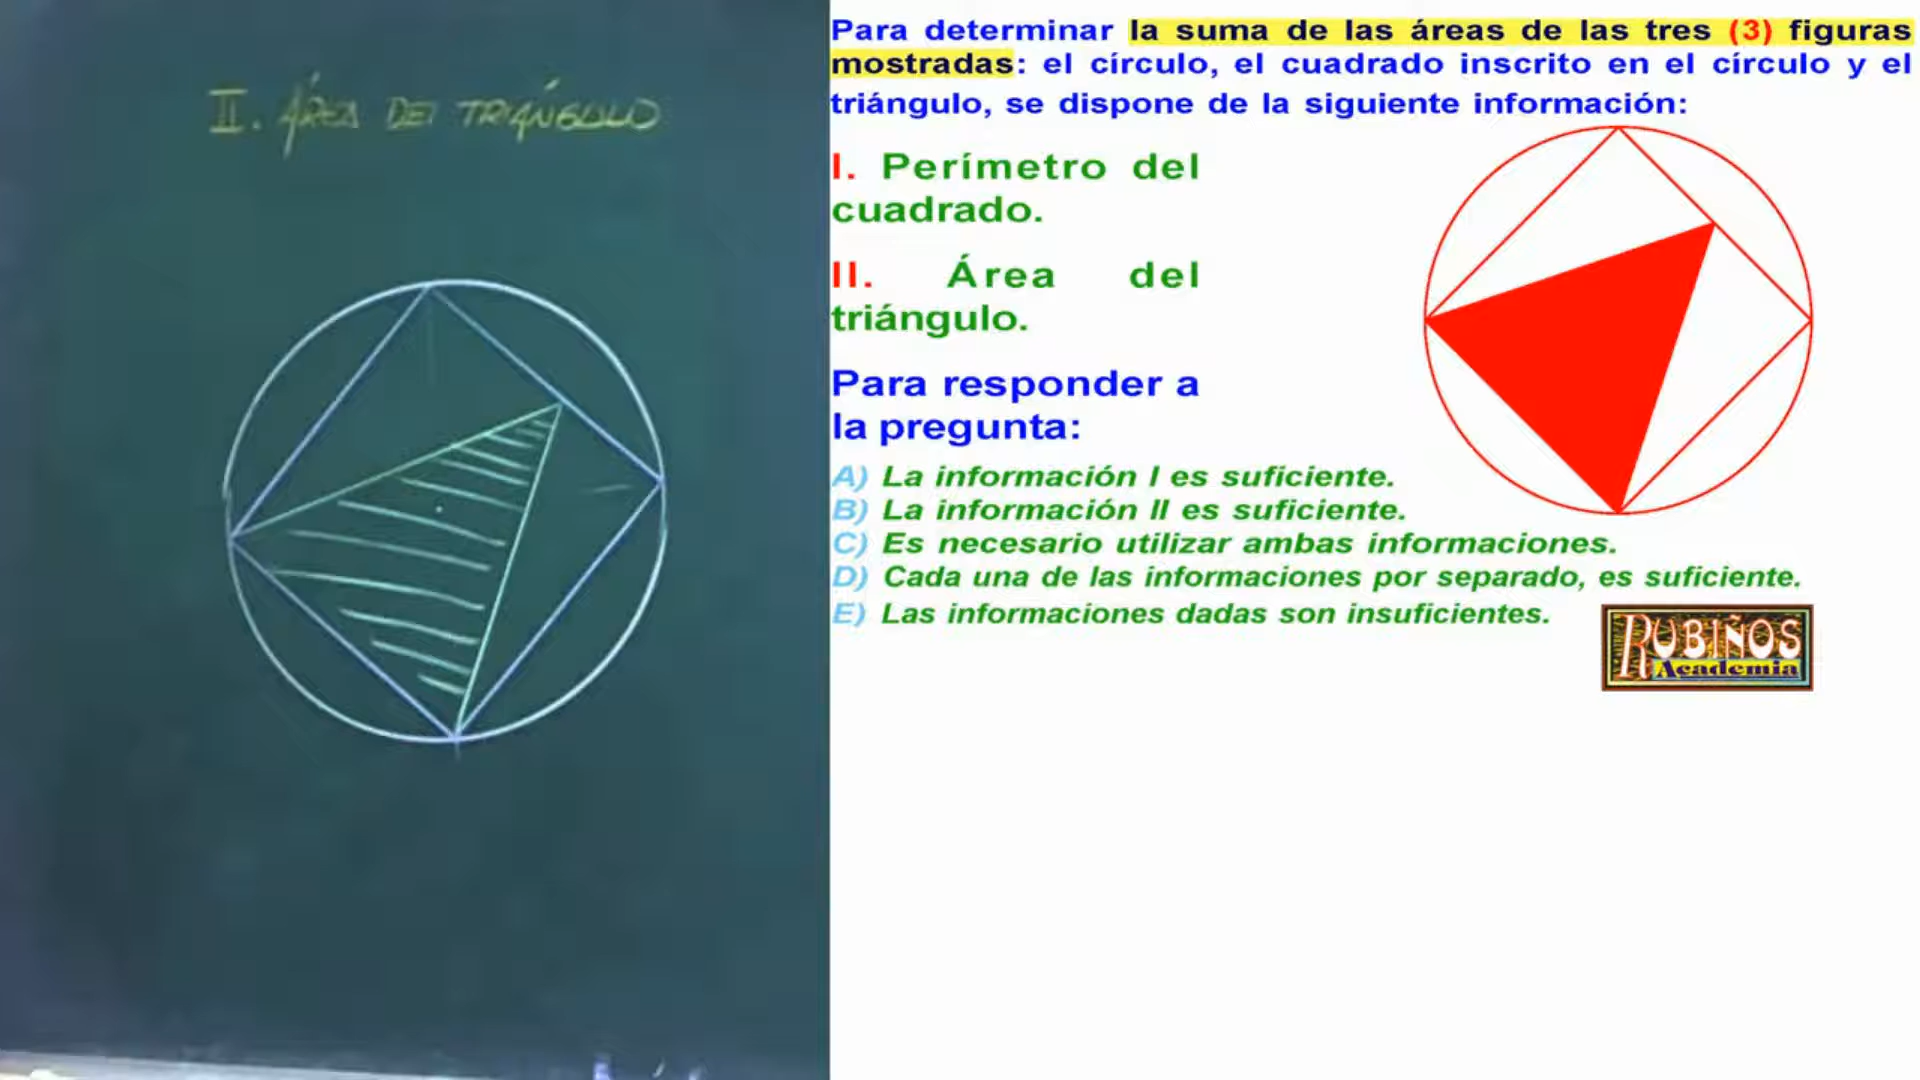 II. ÁREA DEL TRIÁNGULO
Para determinar la suma de las áreas de las tres (3) figuras
mostradas: el círculo, el cuadrado inscrito en el círculo y el
triángulo, se dispone de la siguiente información:
I. Perímetro del
cuadrado.
II. Área del
triángulo.
Para responder a
la pregunta:
A) La información I es suficiente.
B) La información II es suficiente.
C) Es necesario utilizar ambas informaciones.
D) Cada una de las informaciones por separado, es suficiente.
E) Las informaciones dadas son insuficientes.
RUBIÑOS
Academia